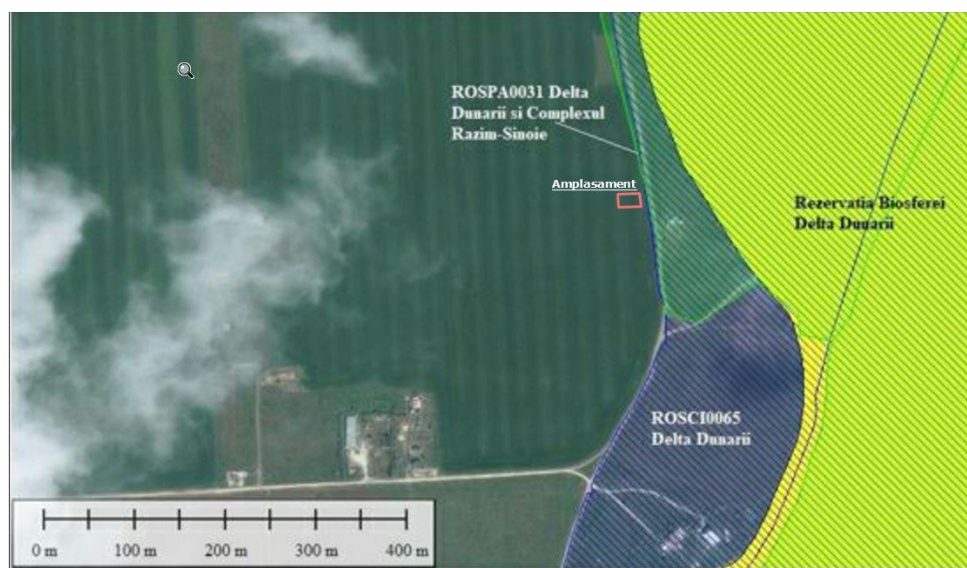 ROSPA0031 Delta
Dunarii si Complexul
Razim-Sinoie
Amplasament
Rezervatia Biosferei
Delta Dunarii
ROSCI0065
Delta Dunarii
0 m 100 m 200 m 300 m 400 m